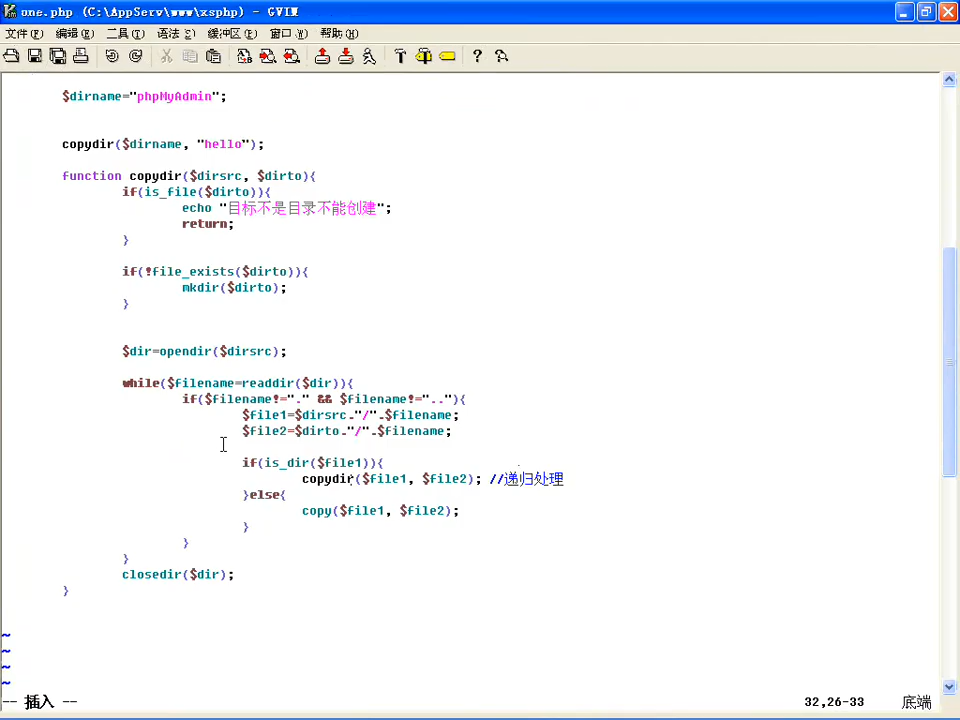 one.php (C:\AppServ\www\xsphp) - GVIM
文件(F) 编辑(E) 工具(T) 语法(S) 缓冲区(B) 窗口(W) 帮助(H)
$dirname="phpMyAdmin";
copydir($dirname, "hello");
function copydir($dirsrc, $dirto){
if(is_file($dirto)){
echo "目标不是目录不能创建";
return;
}
if(!file_exists($dirto)){
mkdir($dirto);
}
$dir=opendir($dirsrc);
while($filename=readdir($dir)){
if($filename!="." && $filename!=".."){
$file1=$dirsrc."/".$filename;
$file2=$dirto."/".$filename;
if(is_dir($file1)){
copydir($file1, $file2); //递归处理
}else{
copy($file1, $file2);
}
}
}
closedir($dir);
}
~
~
~
~
-- 插入 -- 32,26-33 底端